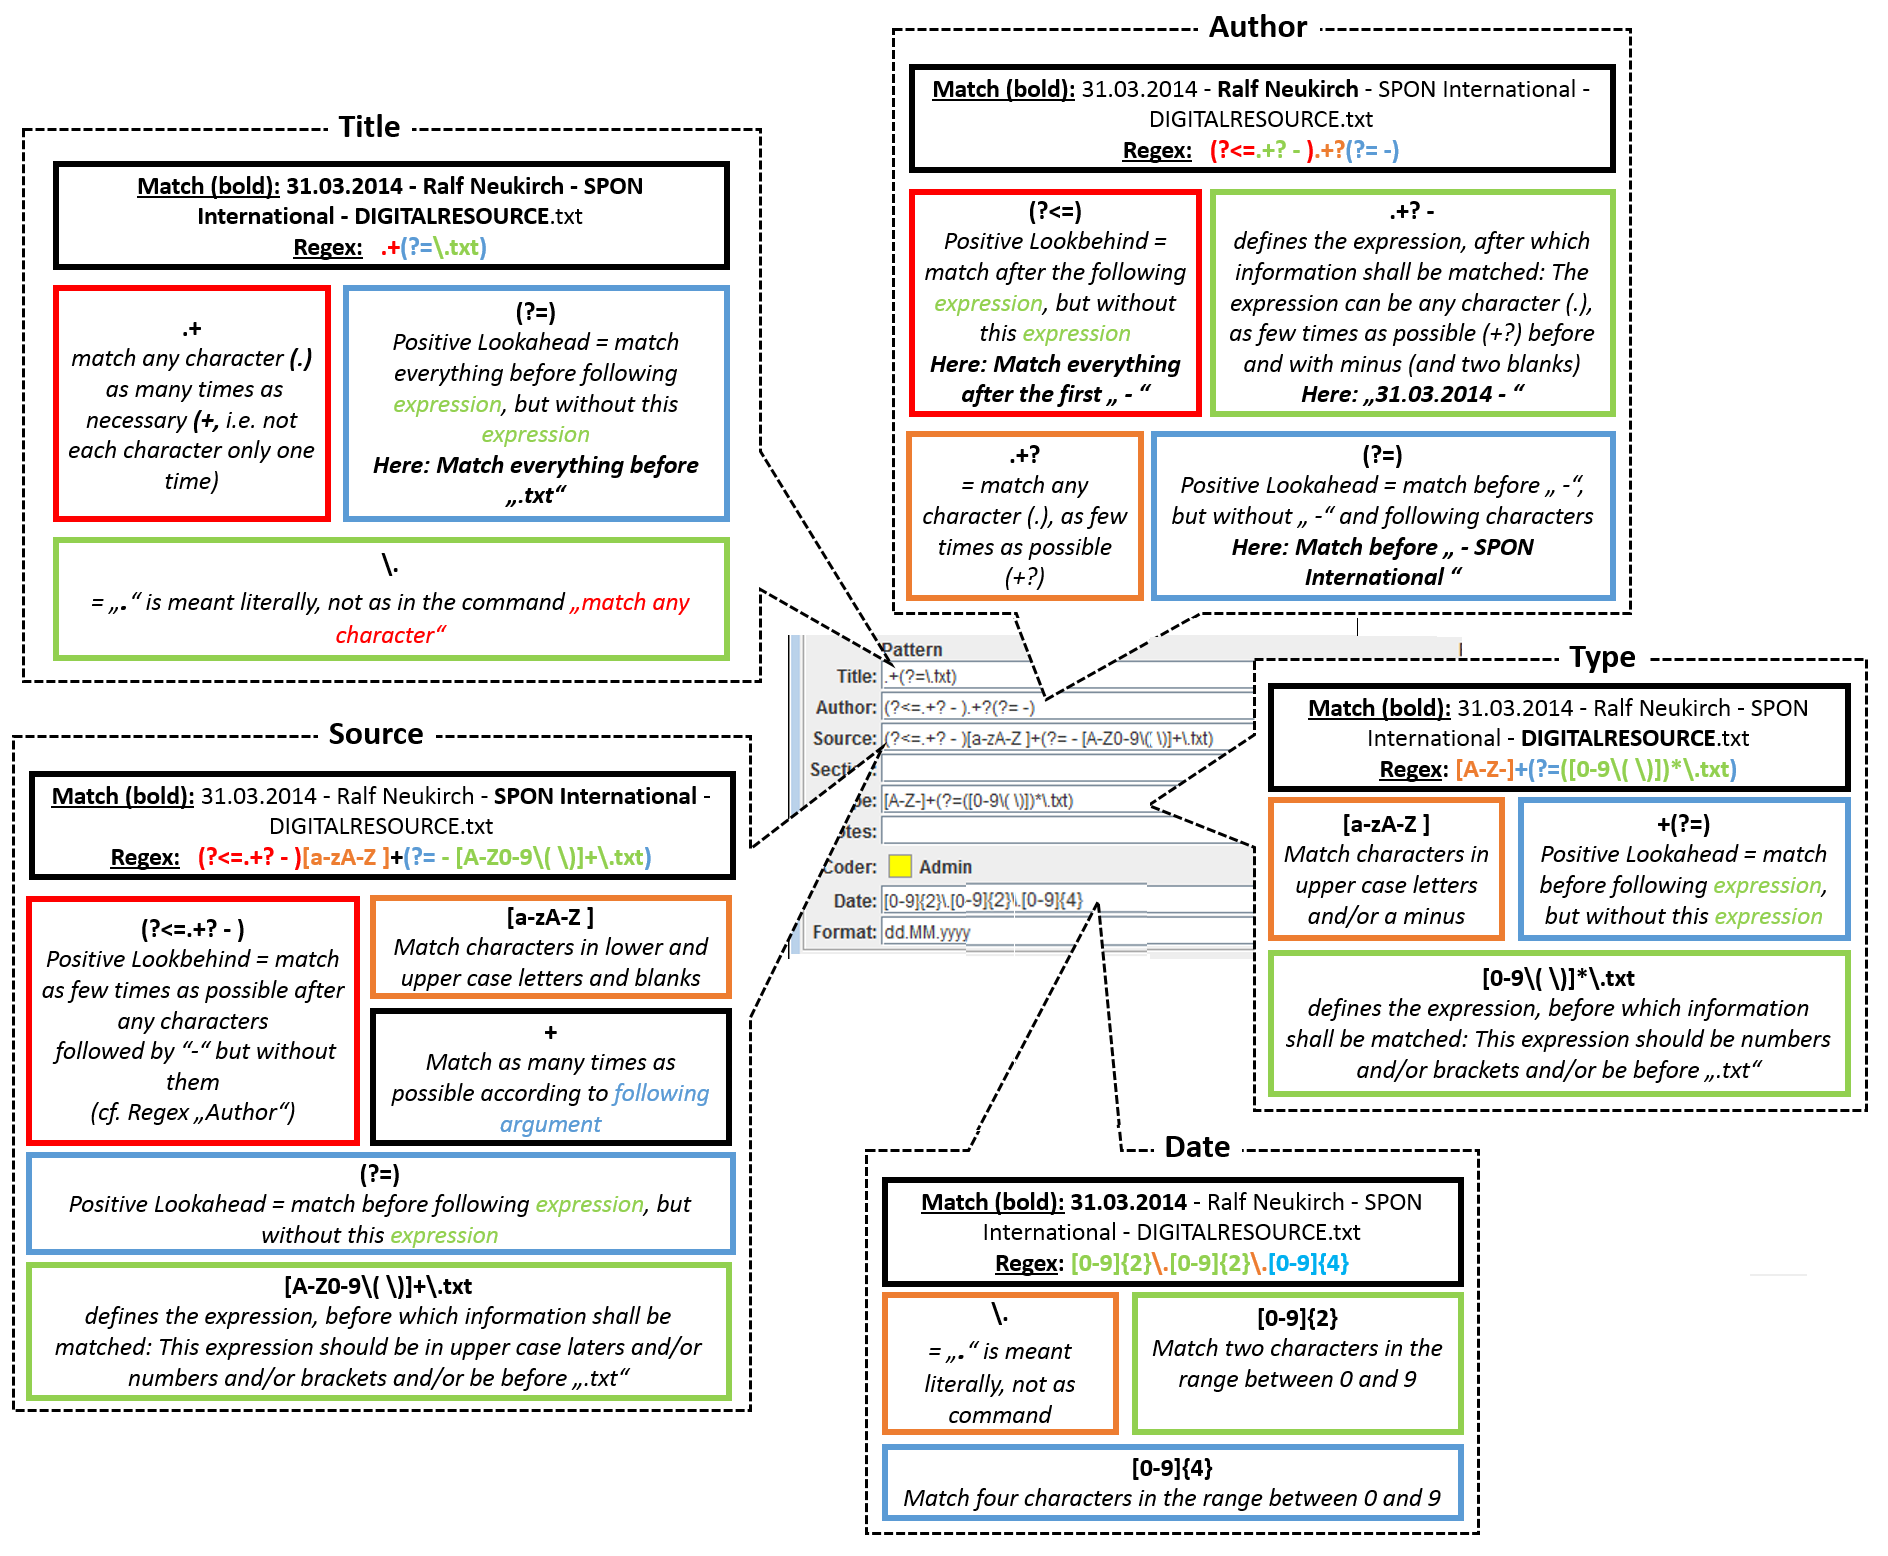 Title
Match (bold): 31.03.2014 - Ralf Neukirch - SPON
International - DIGITALRESOURCE.txt
Regex: .+(?=\.txt)
.+
match any character (.)
as many times as
necessary (+, i.e. not
each character only one
time)
(?=)
Positive Lookahead = match
everything before following
expression, but without this
expression
Here: Match everything before
„.txt“
\.
= „.“ is meant literally, not as in the command „match any
character“
Author
Match (bold): 31.03.2014 - Ralf Neukirch - SPON International -
DIGITALRESOURCE.txt
Regex: (?<=.+? - ).+?(?= -)
(?<=)
Positive Lookbehind =
match after the following
expression, but without
this expression
Here: Match everything
after the first „ - “
.+? -
defines the expression, after which
information shall be matched: The
expression can be any character (.),
as few times as possible (+?) before
and with minus (and two blanks)
Here: „31.03.2014 - “
.+?
= match any
character (.), as few
times as possible
(+?)
(?=)
Positive Lookahead = match before „ -“,
but without „ -“ and following characters
Here: Match before „ - SPON
International “
Pattern
Title: .+(?=\.txt)
Author: (?<=.+? - ).+?(?= -)
Source: (?<=.+? - )[a-zA-Z ]+(?= - [A-Z0-9\( \)]+\.txt)
Section:
pe: [A-Z-]+(?=([0-9\( \)])*\.txt)
otes:
Coder: Admin
Date: [0-9]{2}\.[0-9]{2}\.[0-9]{4}
Format: dd.MM.yyyy
Type
Match (bold): 31.03.2014 - Ralf Neukirch - SPON
International - DIGITALRESOURCE.txt
Regex: [A-Z-]+(?=([0-9\( \)])*\.txt)
[a-zA-Z ]
Match characters in
upper case letters
and/or a minus
+(?=)
Positive Lookahead = match
before following expression,
but without this expression
[0-9\( \)]*\.txt
defines the expression, before which information
shall be matched: This expression should be numbers
and/or brackets and/or be before „.txt“
Source
Match (bold): 31.03.2014 - Ralf Neukirch - SPON International -
DIGITALRESOURCE.txt
Regex: (?<=.+? - )[a-zA-Z ]+(?= - [A-Z0-9\( \)]+\.txt)
(?<=.+? - )
Positive Lookbehind = match
as few times as possible after
any characters
followed by “-“ but without
them
(cf. Regex „Author“)
[a-zA-Z ]
Match characters in lower and
upper case letters and blanks
+
Match as many times as
possible according to following
argument
(?=)
Positive Lookahead = match before following expression, but
without this expression
[A-Z0-9\( \)]+\.txt
defines the expression, before which information shall be
matched: This expression should be in upper case laters and/or
numbers and/or brackets and/or be before „.txt“
Date
Match (bold): 31.03.2014 - Ralf Neukirch - SPON
International - DIGITALRESOURCE.txt
Regex: [0-9]{2}\.[0-9]{2}\.[0-9]{4}
\.
= „.“ is meant
literally, not as
command
[0-9]{2}
Match two characters in the
range between 0 and 9
[0-9]{4}
Match four characters in the range between 0 and 9